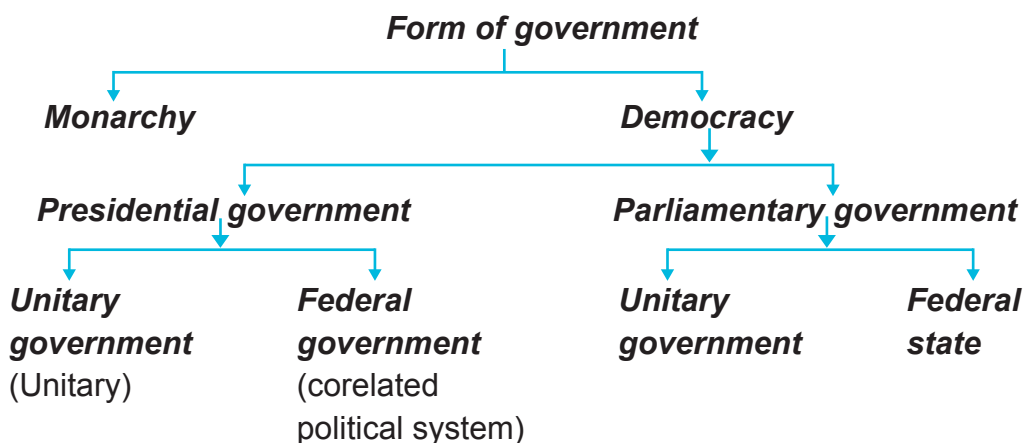 Form of government
Monarchy
Democracy
Presidential government
Parliamentary government
Unitary
government
(Unitary)
Federal
government
(corelated
political system)
Unitary
government
Federal
state